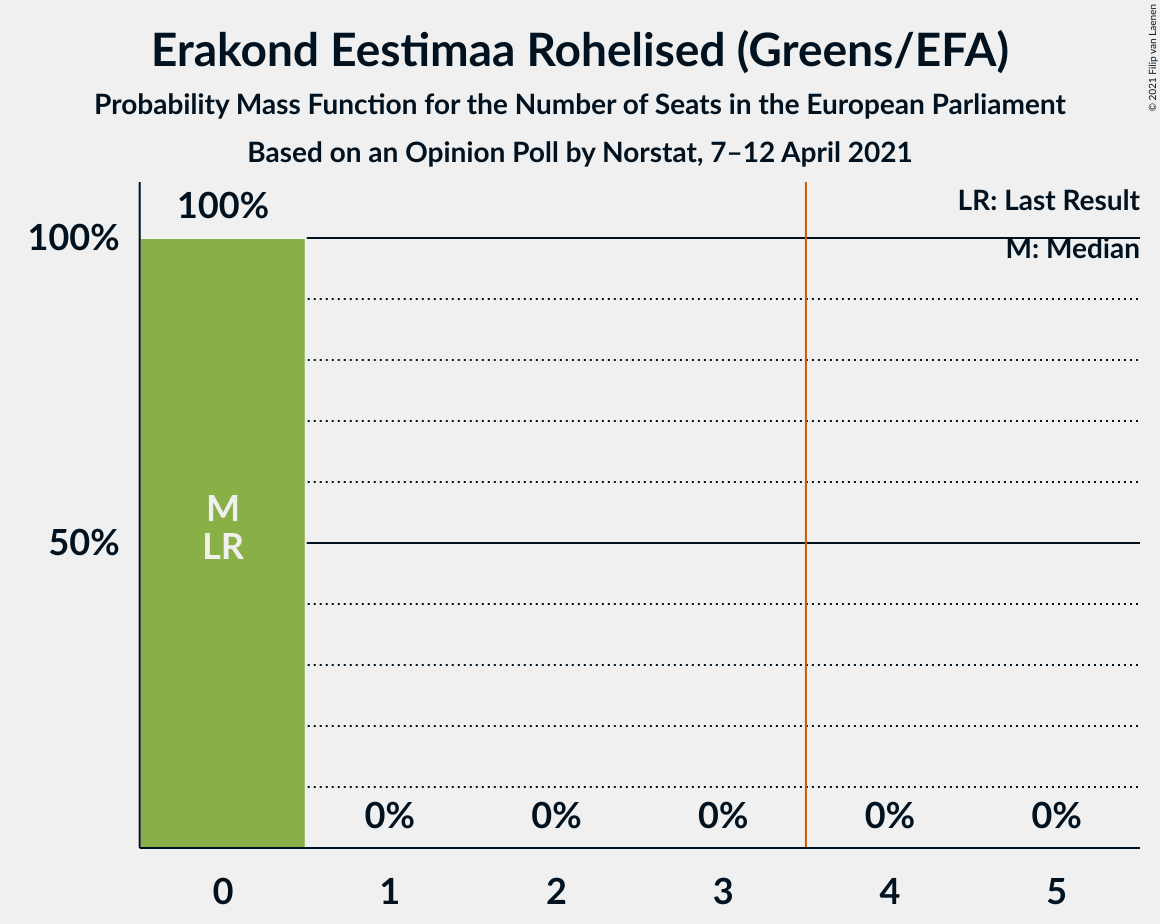 Erakond Eestimaa Rohelised (Greens/EFA)
Probability Mass Function for the Number of Seats in the European Parliament
Based on an Opinion Poll by Norstat, 7–12 April 2021
© 2021 Filip van Laenen
LR: Last Result
M: Median
100%
100%
50%
M
LR
0%
0%
0%
0%
0%
0
1
2
3
4
5